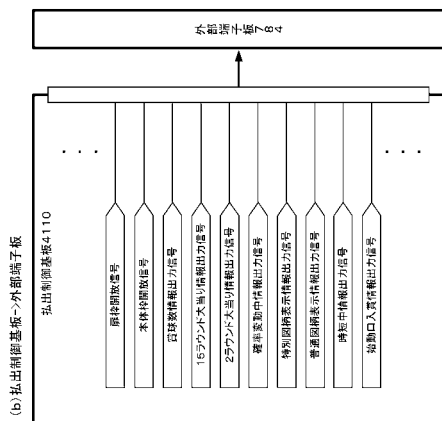 (b)払出制御基板->外部端子板
払出制御基板4110
外部端子板784
・・・
扉枠開放信号
本体枠開放信号
賞球数情報出力信号
15ラウンド大当り情報出力信号
2ラウンド大当り情報出力信号
確率変動中情報出力信号
特別図柄表示情報出力信号
普通図柄表示情報出力信号
時短中情報出力信号
始動口入賞情報出力信号
・・・